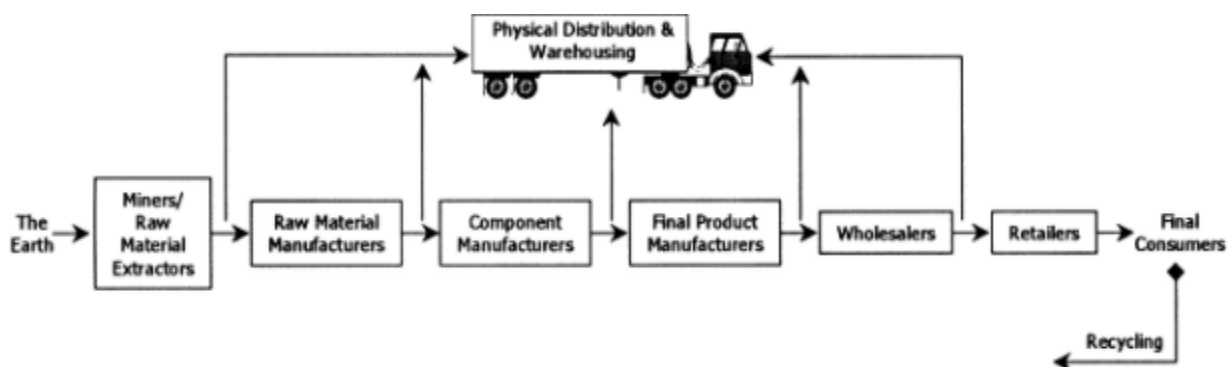 Physical Distribution &
Warehousing
The
Earth
Miners/
Raw
Material
Extractors
Raw Material
Manufacturers
Component
Manufacturers
Final Product
Manufacturers
Wholesalers
Retailers
Final
Consumers
Recycling